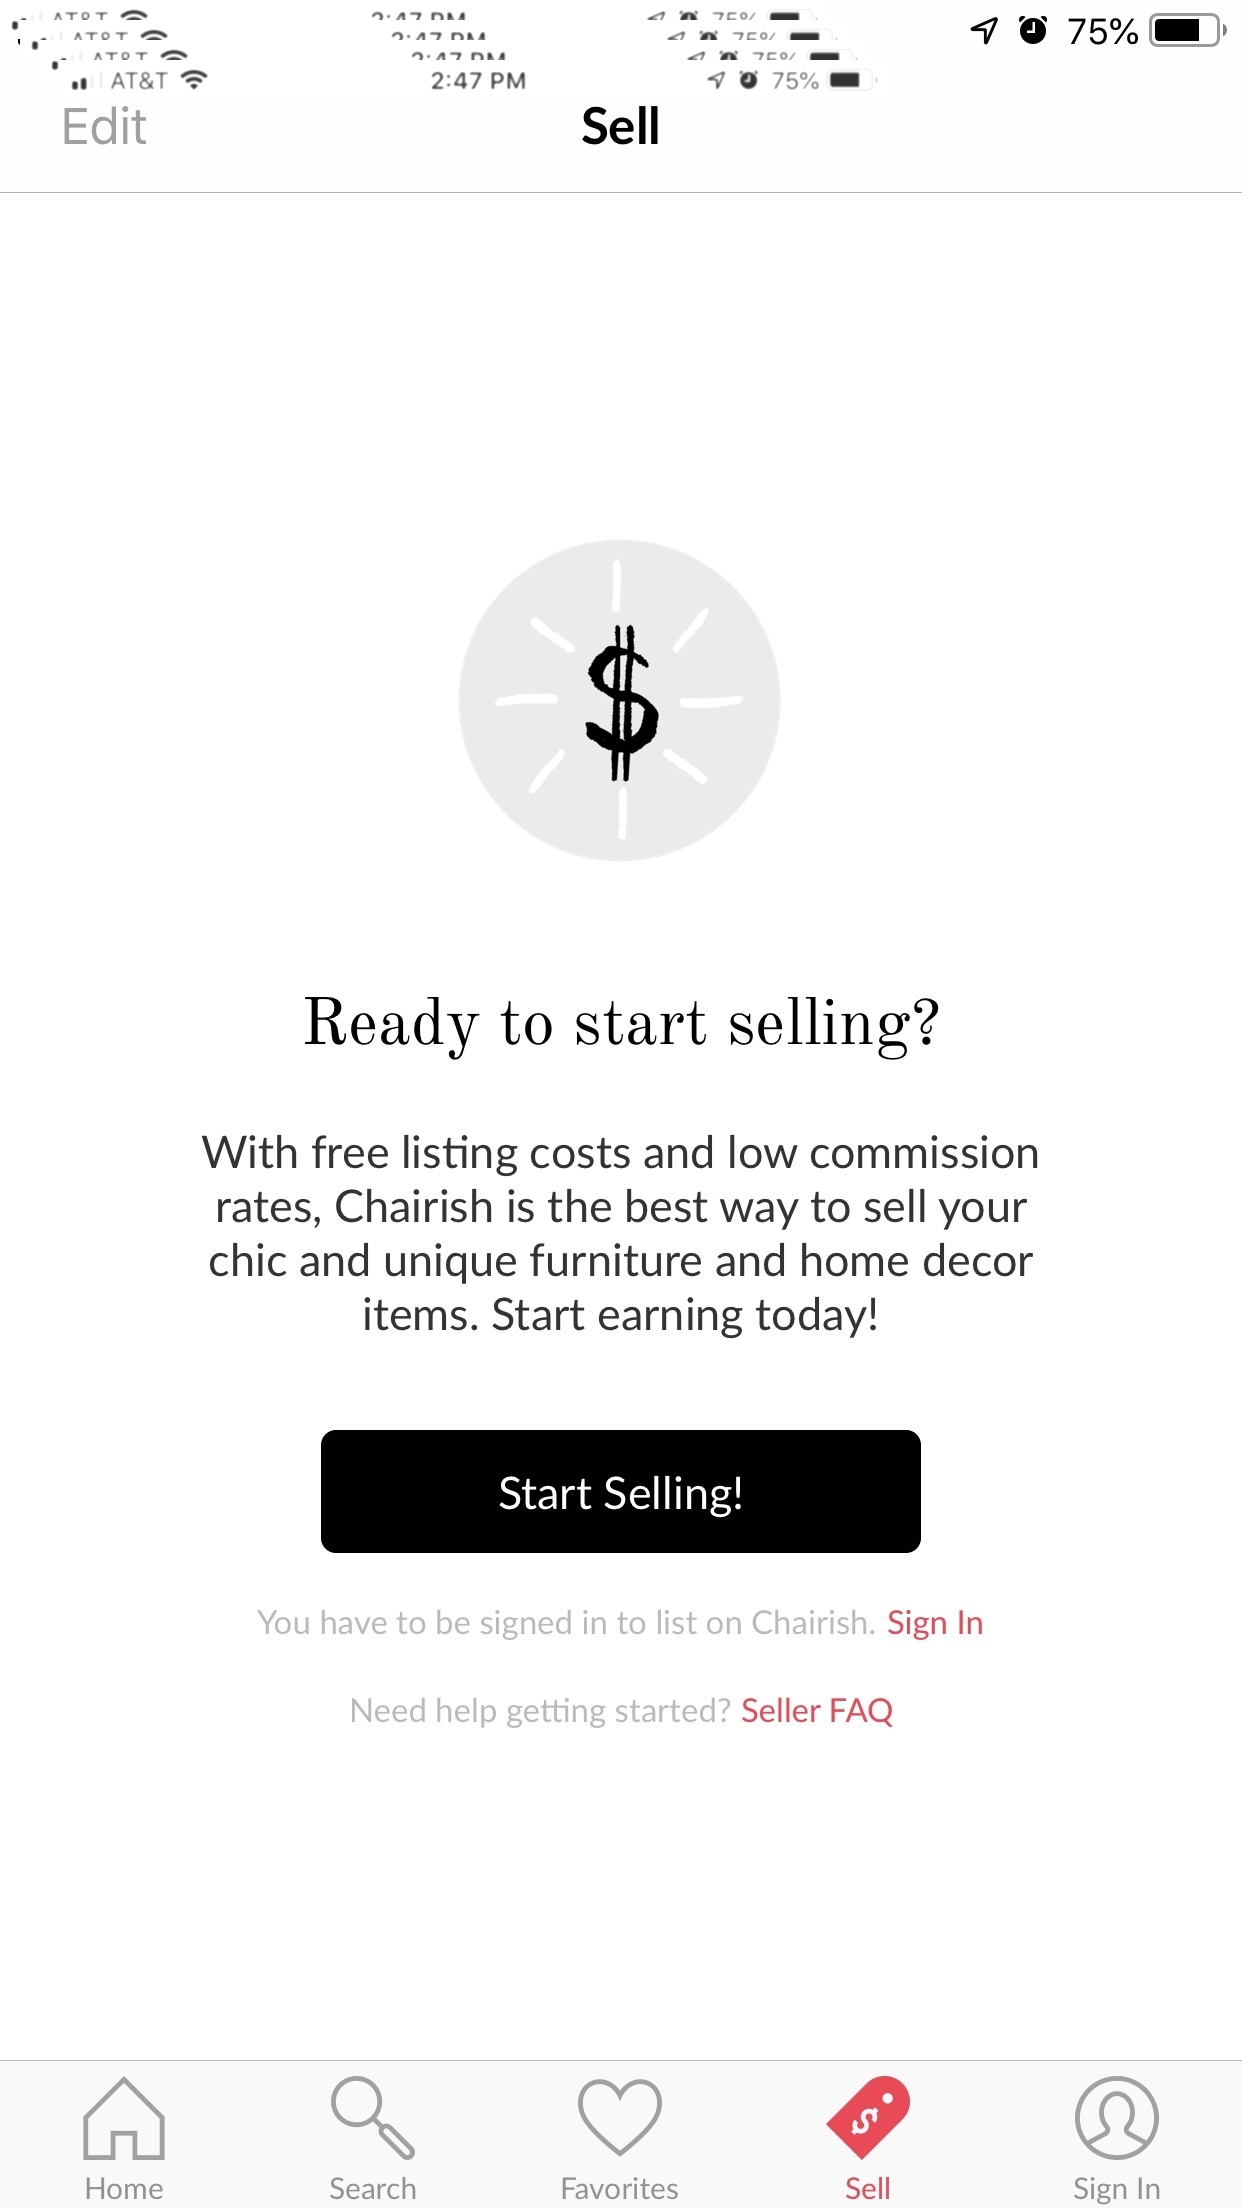 75%
AT&T 2:47 PM 75%
Edit Sell
$
Ready to start selling?
With free listing costs and low commission
rates, Chairish is the best way to sell your
chic and unique furniture and home decor
items. Start earning today!
Start Selling!
You have to be signed in to list on Chairish. Sign In
Need help getting started? Seller FAQ
Home Search Favorites Sell Sign In